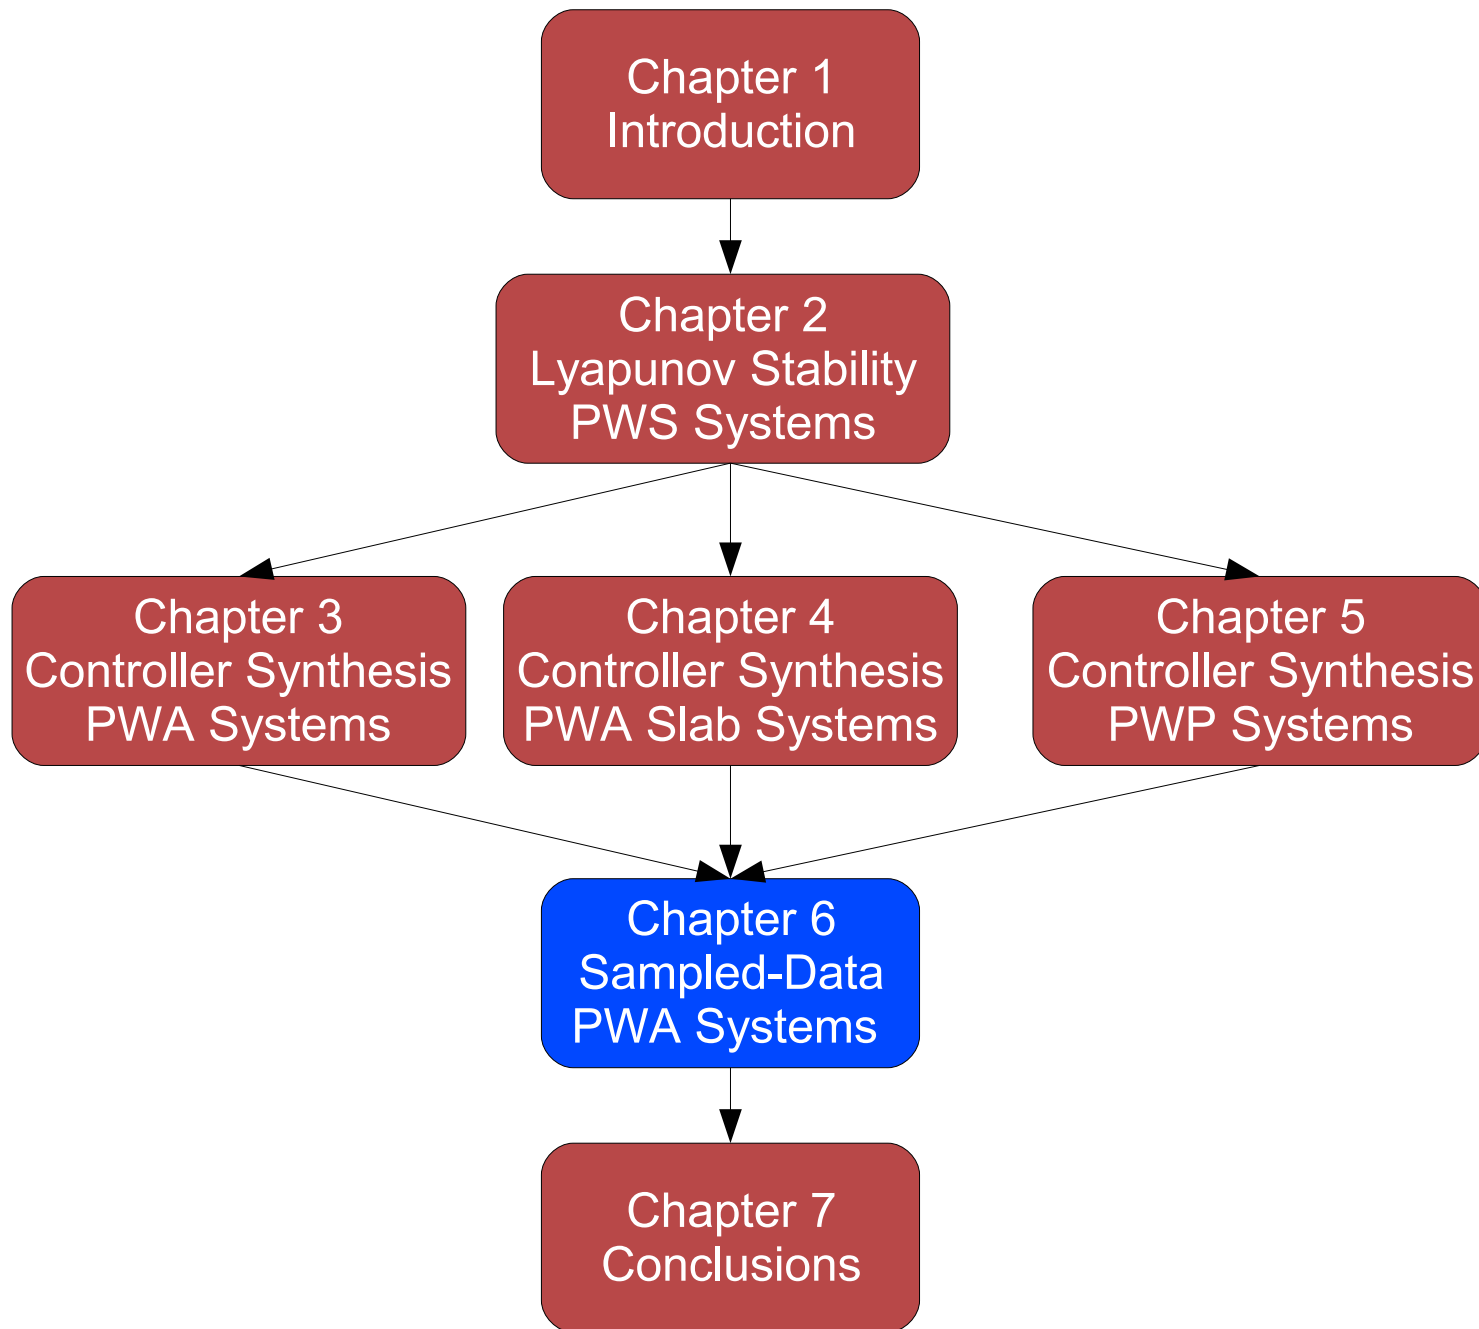 Chapter 1
Introduction
Chapter 2
Lyapunov Stability
PWS Systems
Chapter 3
Controller Synthesis
PWA Systems
Chapter 4
Controller Synthesis
PWA Slab Systems
Chapter 5
Controller Synthesis
PWP Systems
Chapter 6
Sampled-Data
PWA Systems
Chapter 7
Conclusions